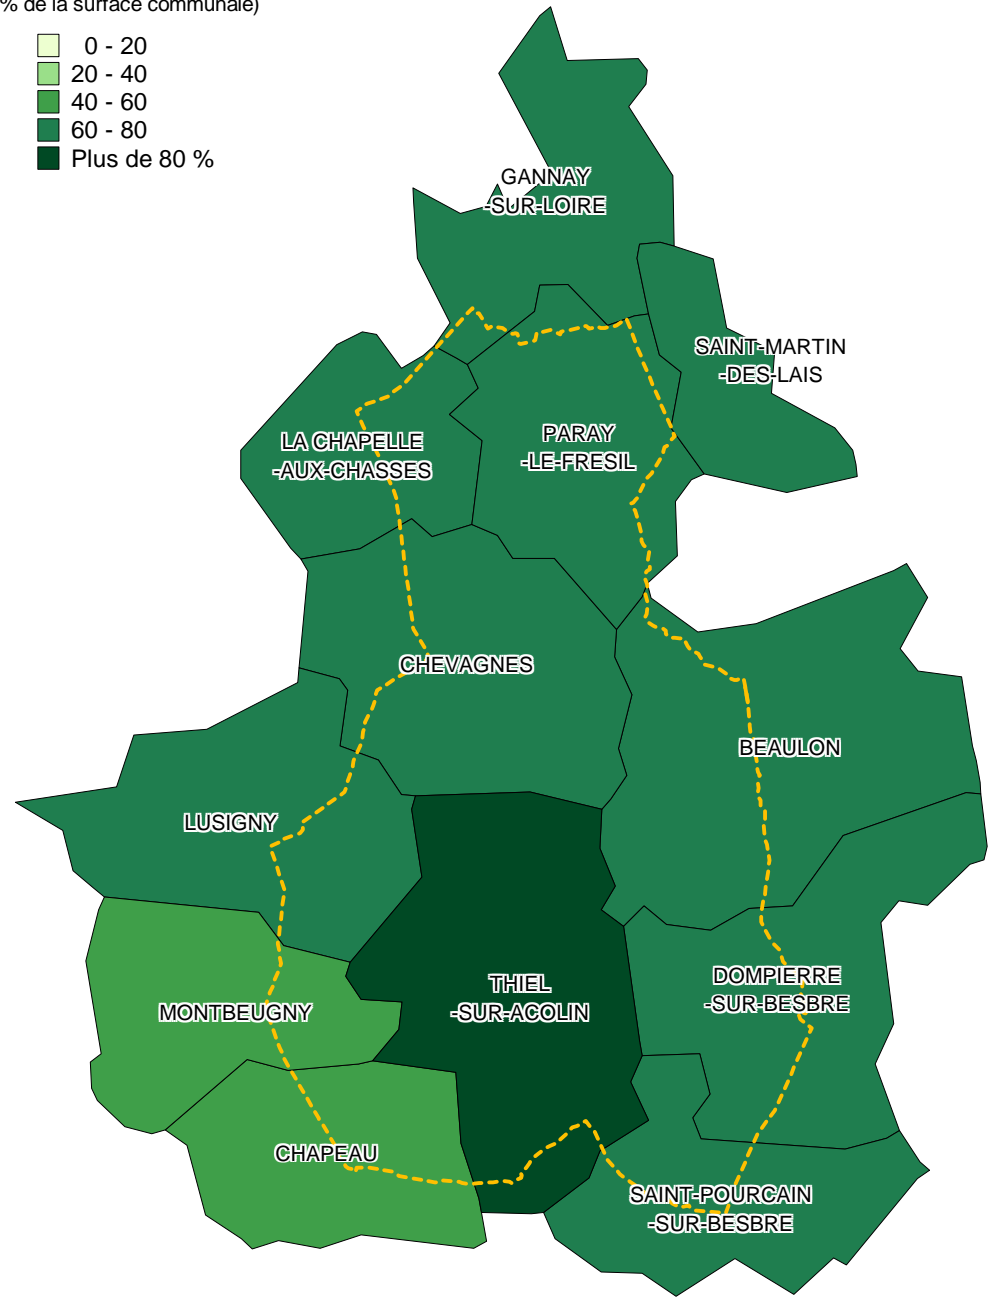 % de la surface communale)
0 - 20
20 - 40
40 - 60
60 - 80
Plus de 80 %
GANNAY
-SUR-LOIRE
SAINT-MARTIN
-DES-LAIS
LA CHAPELLE
-AUX-CHASSES
PARAY
-LE-FRESIL
CHEVAGNES
BEAULON
LUSIGNY
THIEL
-SUR-ACOLIN
DOMPIERRE
-SUR-BESBRE
MONTBEUGNY
CHAPEAU
SAINT-POURCAIN
-SUR-BESBRE